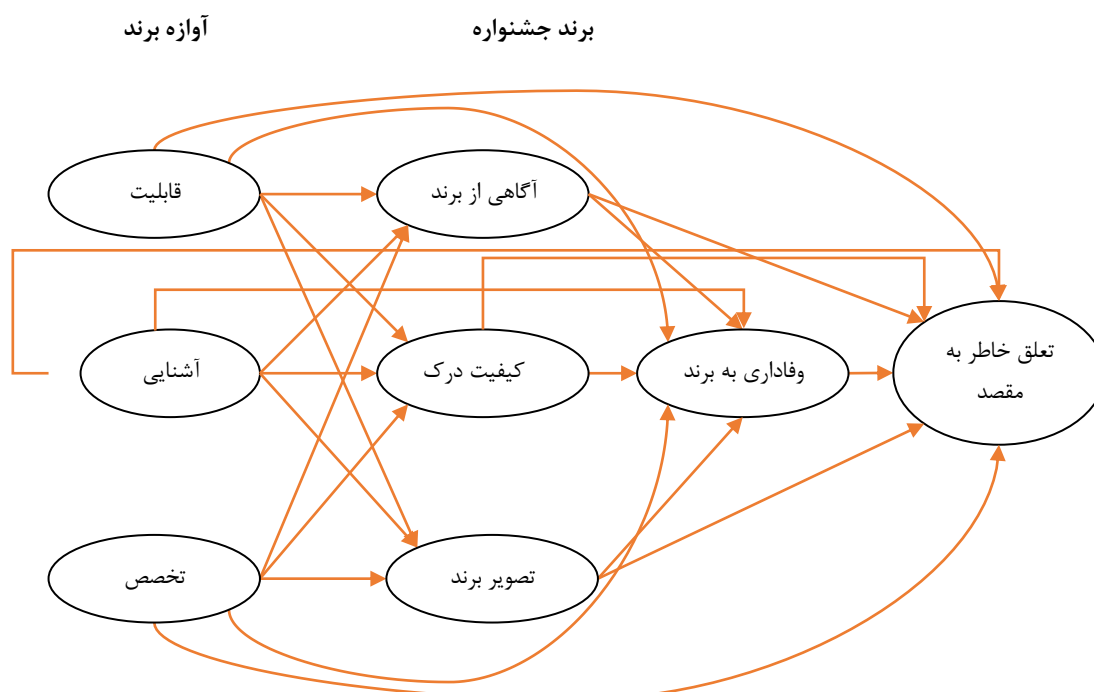 برند جشنواره
آوازه برند
قابلیت
آگاهی از برند
آشنایی
کیفیت درک
وفاداری به برند
تعلق خاطر به
مقصد
تخصص
تصویر برند